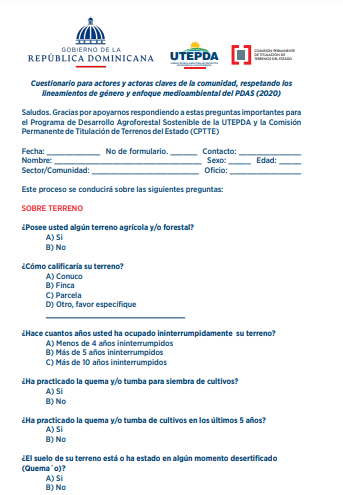 GOBIERNO DE LA
REPÚBLICA DOMINICANA
UTEPDA
COMISIÓN PERMANENTE
DE TITULACIÓN DE
TERRENOS DEL ESTADO
Cuestionario para actores y actoras claves de la comunidad, respetando los
lineamientos de género y enfoque medioambiental del PDAS (2020)
Saludos. Gracias por apoyarnos respondiendo a estas preguntas importantes para
el Programa de Desarrollo Agroforestal Sostenible de la UTEPDA y la Comisión
Permanente de Titulación de Terrenos del Estado (CPTTE)
Fecha: ____________ No de formulario. ______ Contacto: ______________
Nombre: __________________________ Sexo: _____ Edad: _____
Sector/Comunidad: ________________________ Oficio: ________________
Este proceso se conducirá sobre las siguientes preguntas:
SOBRE TERRENO
¿Posee usted algún terreno agrícola y/o forestal?
A) Si
B) No
¿Cómo calificaría su terreno?
A) Conuco
B) Finca
C) Parcela
D) Otro, favor especifique
________________________________
¿Hace cuantos años usted ha ocupado ininterrumpidamente su terreno?
A) Menos de 4 años ininterrumpidos
B) Más de 5 años ininterrumpidos
C) Más de 10 años ininterrumpidos
¿Ha practicado la quema y/o tumba para siembra de cultivos?
A) Si
B) No
¿Ha practicado la quema y/o tumba de cultivos en los últimos 5 años?
A) Si
B) No
¿El suelo de su terreno está o ha estado en algún momento desertificado
(Quema´o)?
A) Si
B) No